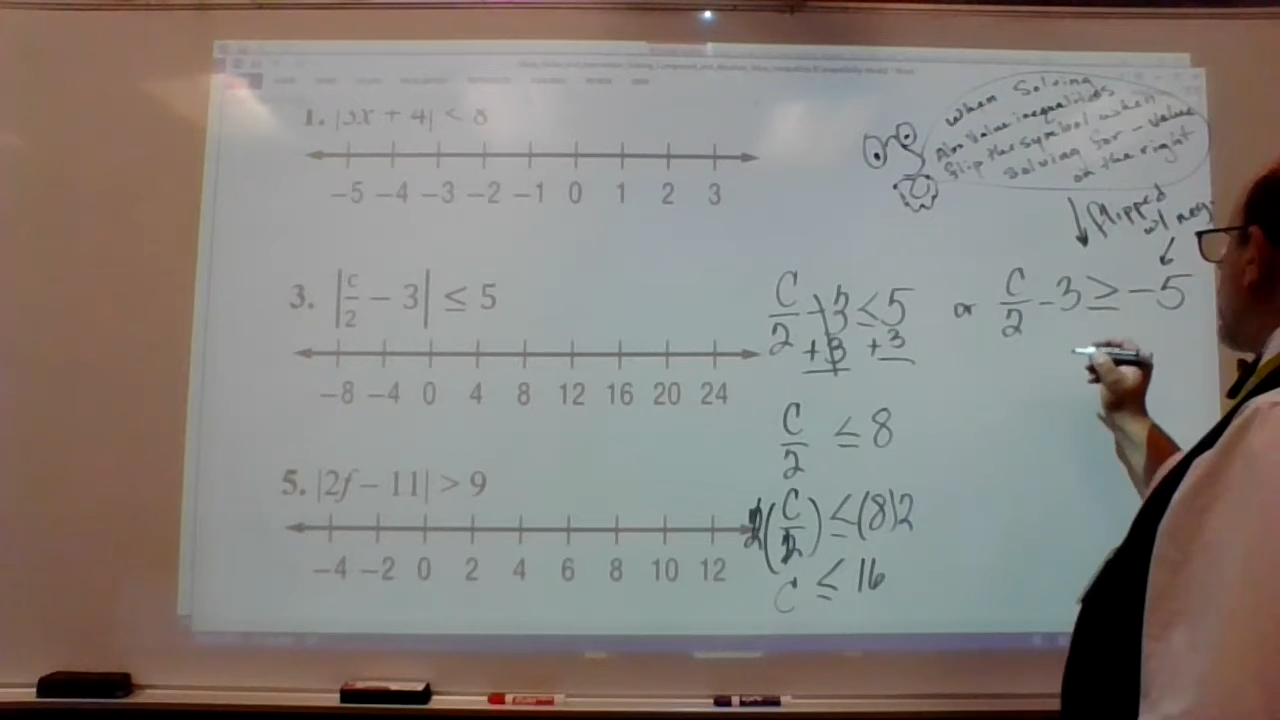 1. |3x + 4| < 8
−5 −4 −3 −2 −1 0 1 2 3
3. |c/2 − 3| ≤ 5
−8 −4 0 4 8 12 16 20 24
5. |2f − 11| > 9
−4 −2 0 2 4 6 8 10 12
When Solving
Abs Value inequalities
flip the symbol when
solving for - value
on the right
flipped
w/ neg.
c/2 − 3 ≤ 5 or c/2 − 3 ≥ −5
+3 +3
c/2 ≤ 8
2(c/2) ≤ (8)2
c ≤ 16